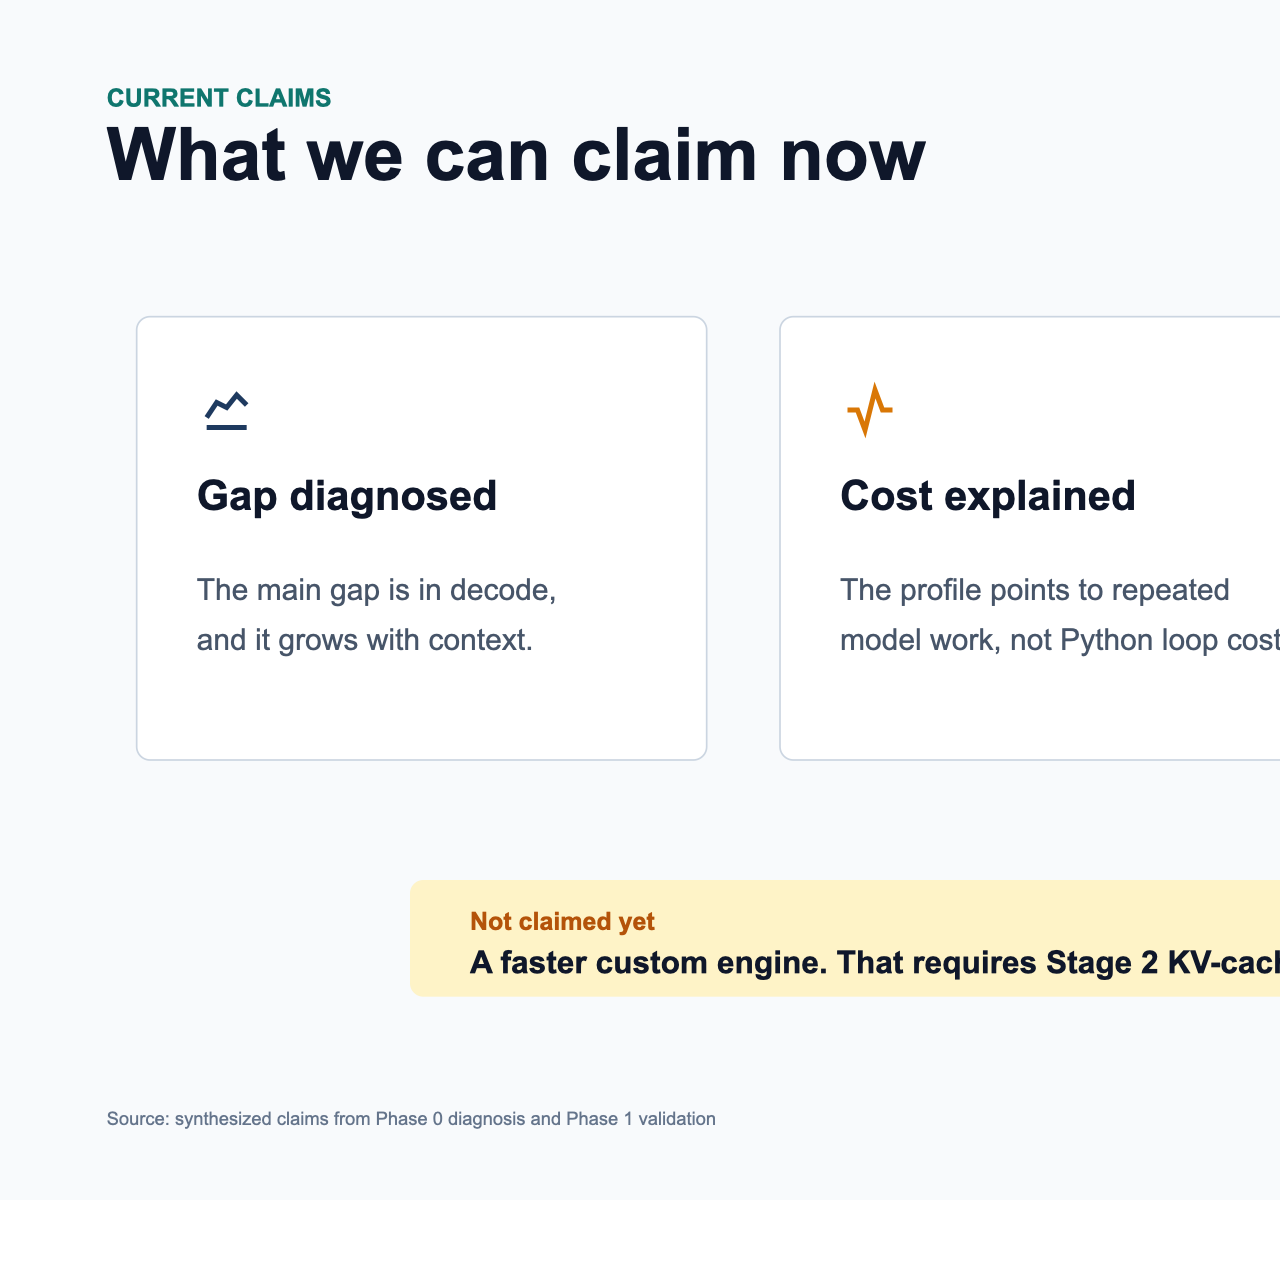 CURRENT CLAIMS
What we can claim now
Gap diagnosed
The main gap is in decode,
and it grows with context.
Cost explained
The profile points to repeated
model work, not Python loop cost
Not claimed yet
A faster custom engine. That requires Stage 2
Source: synthesized claims from Phase 0 diagnosis and Phase 1 validation